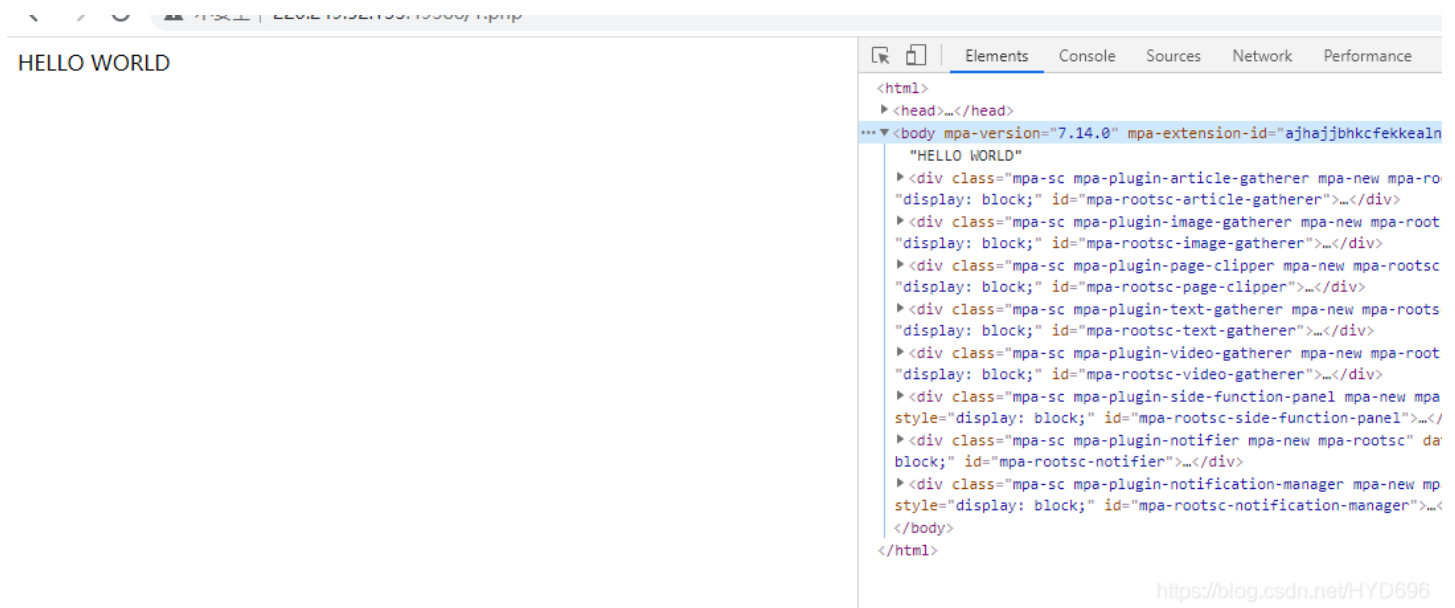 HELLO WORLD
Elements Console Sources Network Performance
<html>
<head>…</head>
<body mpa-version="7.14.0" mpa-extension-id="ajhajjbhkcfekkealn
"HELLO WORLD"
<div class="mpa-sc mpa-plugin-article-gatherer mpa-new mpa-ro
"display: block;" id="mpa-rootsc-article-gatherer">…</div>
<div class="mpa-sc mpa-plugin-image-gatherer mpa-new mpa-root
"display: block;" id="mpa-rootsc-image-gatherer">…</div>
<div class="mpa-sc mpa-plugin-page-clipper mpa-new mpa-rootsc
"display: block;" id="mpa-rootsc-page-clipper">…</div>
<div class="mpa-sc mpa-plugin-text-gatherer mpa-new mpa-roots
"display: block;" id="mpa-rootsc-text-gatherer">…</div>
<div class="mpa-sc mpa-plugin-video-gatherer mpa-new mpa-root
"display: block;" id="mpa-rootsc-video-gatherer">…</div>
<div class="mpa-sc mpa-plugin-side-function-panel mpa-new mpa
style="display: block;" id="mpa-rootsc-side-function-panel">…</
<div class="mpa-sc mpa-plugin-notifier mpa-new mpa-rootsc" da
block;" id="mpa-rootsc-notifier">…</div>
<div class="mpa-sc mpa-plugin-notification-manager mpa-new mp
style="display: block;" id="mpa-rootsc-notification-manager">…<
</body>
</html>
https://blog.csdn.net/HYD696